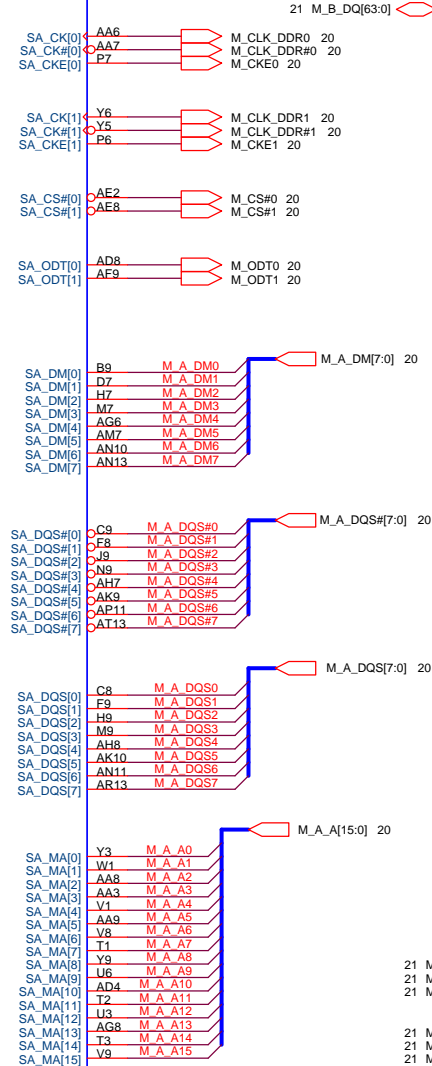 21 M_B_DQ[63:0]
SA_CK[0] AA6 M_CLK_DDR0 20
SA_CK#[0] AA7 M_CLK_DDR#0 20
SA_CKE[0] P7 M_CKE0 20
SA_CK[1] Y6 M_CLK_DDR1 20
SA_CK#[1] Y5 M_CLK_DDR#1 20
SA_CKE[1] P6 M_CKE1 20
SA_CS#[0] AE2 M_CS#0 20
SA_CS#[1] AE8 M_CS#1 20
SA_ODT[0] AD8 M_ODT0 20
SA_ODT[1] AF9 M_ODT1 20
M_A_DM[7:0] 20
SA_DM[0] B9 M_A_DM0
SA_DM[1] D7 M_A_DM1
SA_DM[2] H7 M_A_DM2
SA_DM[3] M7 M_A_DM3
SA_DM[4] AG6 M_A_DM4
SA_DM[5] AM7 M_A_DM5
SA_DM[6] AN10 M_A_DM6
SA_DM[7] AN13 M_A_DM7
M_A_DQS#[7:0] 20
SA_DQS#[0] C9 M_A_DQS#0
SA_DQS#[1] F8 M_A_DQS#1
SA_DQS#[2] J9 M_A_DQS#2
SA_DQS#[3] N9 M_A_DQS#3
SA_DQS#[4] AH7 M_A_DQS#4
SA_DQS#[5] AK9 M_A_DQS#5
SA_DQS#[6] AP11 M_A_DQS#6
SA_DQS#[7] AT13 M_A_DQS#7
M_A_DQS[7:0] 20
SA_DQS[0] C8 M_A_DQS0
SA_DQS[1] F9 M_A_DQS1
SA_DQS[2] H9 M_A_DQS2
SA_DQS[3] M9 M_A_DQS3
SA_DQS[4] AH8 M_A_DQS4
SA_DQS[5] AK10 M_A_DQS5
SA_DQS[6] AN11 M_A_DQS6
SA_DQS[7] AR13 M_A_DQS7
M_A_A[15:0] 20
SA_MA[0] Y3 M_A_A0
SA_MA[1] W1 M_A_A1
SA_MA[2] AA8 M_A_A2
SA_MA[3] AA3 M_A_A3
SA_MA[4] V1 M_A_A4
SA_MA[5] AA9 M_A_A5
SA_MA[6] V8 M_A_A6
SA_MA[7] T1 M_A_A7
SA_MA[8] Y9 M_A_A8
SA_MA[9] U6 M_A_A9
SA_MA[10] AD4 M_A_A10
SA_MA[11] T2 M_A_A11
SA_MA[12] U3 M_A_A12
SA_MA[13] AG8 M_A_A13
SA_MA[14] T3 M_A_A14
SA_MA[15] V9 M_A_A15
21 M
21 M
21 M
21 M
21 M
21 M